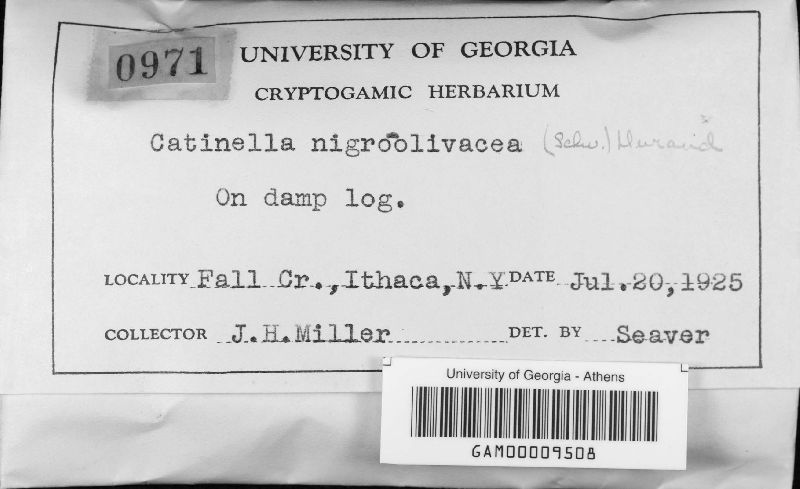 0971
UNIVERSITY OF GEORGIA
CRYPTOGAMIC HERBARIUM
Catinella nigroolivacea (Schw.) Durand
On damp log.
LOCALITY Fall Cr., Ithaca, N.Y. DATE Jul. 20, 1925
COLLECTOR J.H.Miller DET. BY Seaver
University of Georgia - Athens
GAM00009508